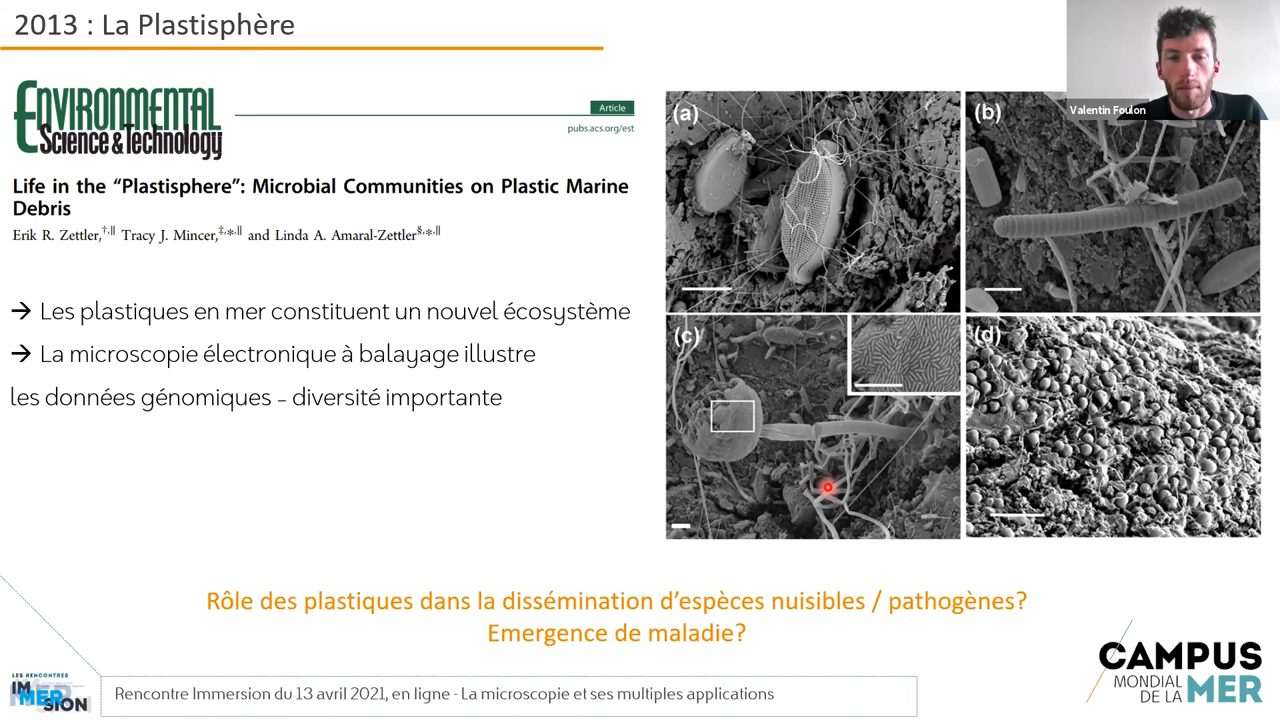 2013 : La Plastisphère
Valentin Foulon
ENVIRONMENTAL
Science & Technology
Article
pubs.acs.org/est
Life in the “Plastisphere”: Microbial Communities on Plastic Marine
Debris
Erik R. Zettler,†,∥ Tracy J. Mincer,‡,*,∥ and Linda A. Amaral-Zettler§,*,∥
→ Les plastiques en mer constituent un nouvel écosystème
→ La microscopie électronique à balayage illustre
les données génomiques – diversité importante
(a)
(b)
(c)
(d)
Rôle des plastiques dans la dissémination d’espèces nuisibles / pathogènes?
Emergence de maladie?
LES RENCONTRES
IM
MER
SION
Rencontre Immersion du 13 avril 2021, en ligne - La microscopie et ses multiples applications
CAMPUS
MONDIAL
DE LA MER